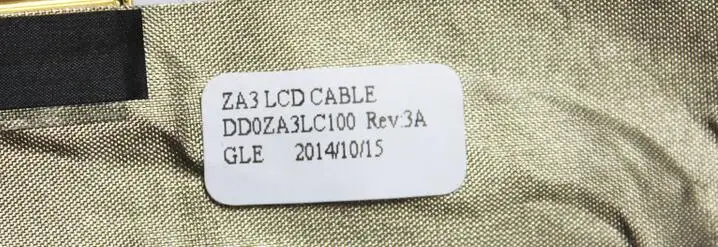 ZA3 LCD CABLE
DD0ZA3LC100 Rev:3A
GLE 2014/10/15